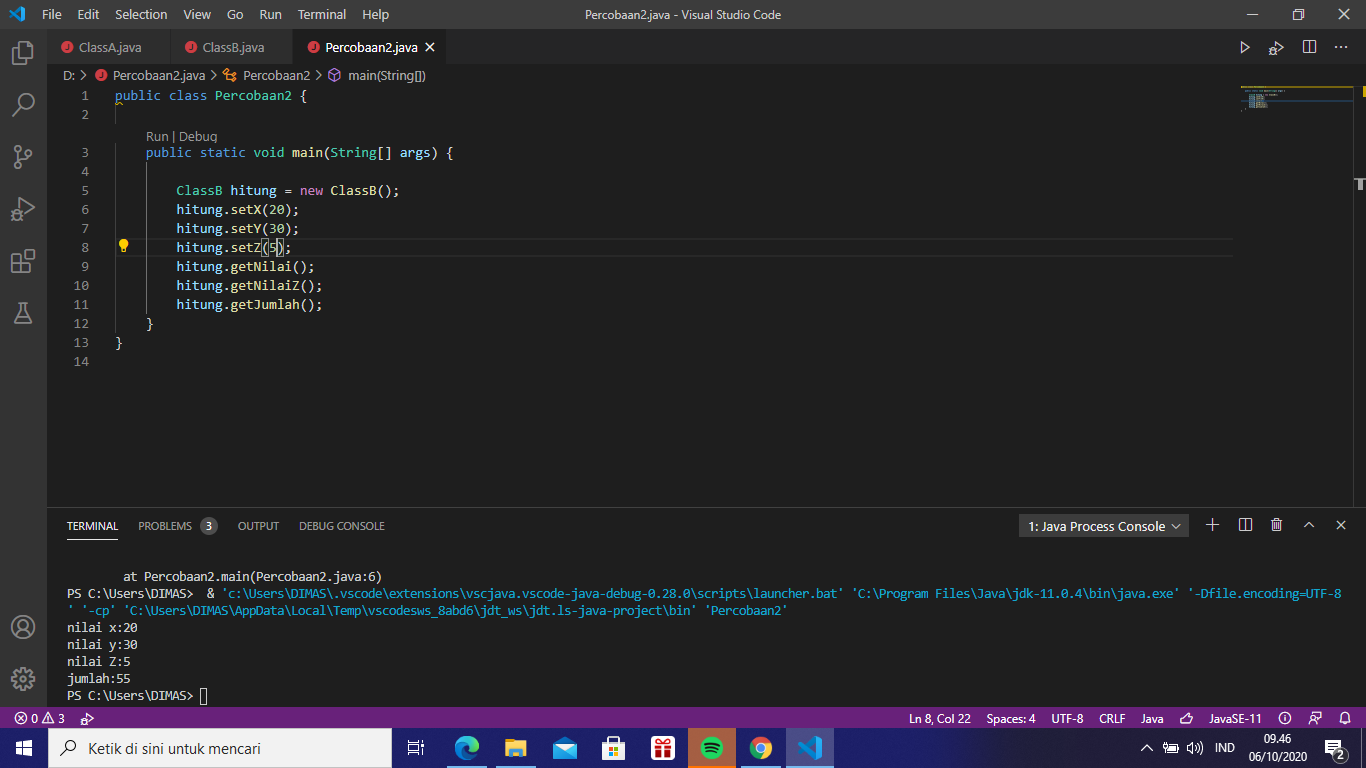 File Edit Selection View Go Run Terminal Help Percobaan2.java - Visual Studio Code
ClassA.java ClassB.java Percobaan2.java
D: > Percobaan2.java > Percobaan2 > main(String[])
1 public class Percobaan2 {
2
Run | Debug
3 public static void main(String[] args) {
4
5 ClassB hitung = new ClassB();
6 hitung.setX(20);
7 hitung.setY(30);
8 hitung.setZ(5);
9 hitung.getNilai();
10 hitung.getNilaiZ();
11 hitung.getJumlah();
12 }
13 }
14
TERMINAL PROBLEMS 3 OUTPUT DEBUG CONSOLE 1: Java Process Console
at Percobaan2.main(Percobaan2.java:6)
PS C:\Users\DIMAS> & 'c:\Users\DIMAS\.vscode\extensions\vscjava.vscode-java-debug-0.28.0\scripts\launcher.bat' 'C:\Program Files\Java\jdk-11.0.4\bin\java.exe' '-Dfile.encoding=UTF-8
' '-cp' 'C:\Users\DIMAS\AppData\Local\Temp\vscodesws_8abd6\jdt_ws\jdt.ls-java-project\bin' 'Percobaan2'
nilai x:20
nilai y:30
nilai Z:5
jumlah:55
PS C:\Users\DIMAS>
0 3 Ln 8, Col 22 Spaces: 4 UTF-8 CRLF Java JavaSE-11
Ketik di sini untuk mencari IND 09.46
06/10/2020 2